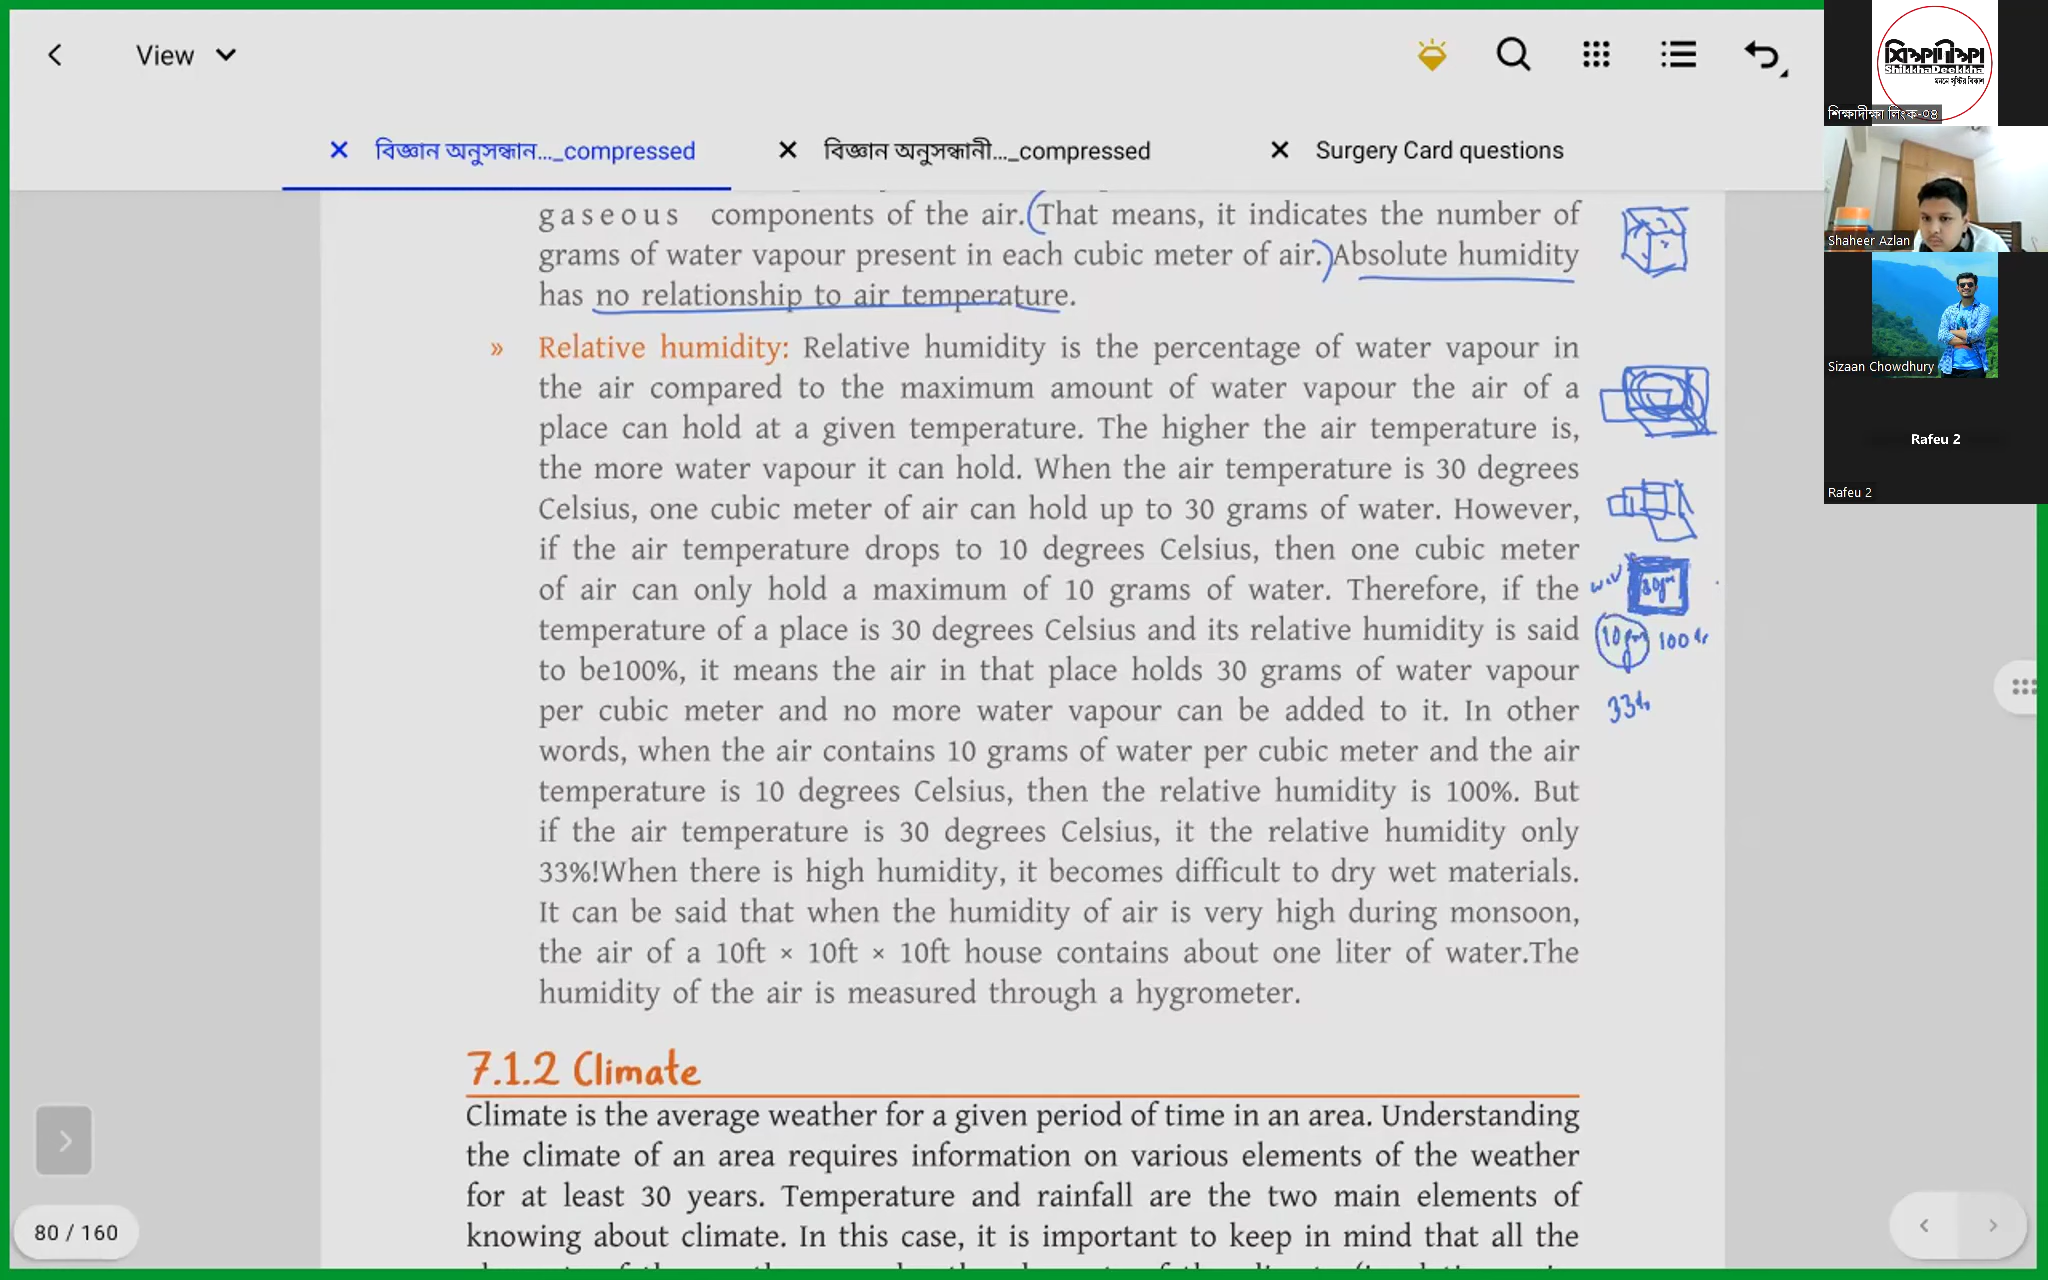 View
বিজ্ঞান অনুসন্ধান..._compressed
বিজ্ঞান অনুসন্ধানী..._compressed
Surgery Card questions
gaseous components of the air. (That means, it indicates the number of
grams of water vapour present in each cubic meter of air.) Absolute humidity
has no relationship to air temperature.
» Relative humidity: Relative humidity is the percentage of water vapour in
the air compared to the maximum amount of water vapour the air of a
place can hold at a given temperature. The higher the air temperature is,
the more water vapour it can hold. When the air temperature is 30 degrees
Celsius, one cubic meter of air can hold up to 30 grams of water. However,
if the air temperature drops to 10 degrees Celsius, then one cubic meter
of air can only hold a maximum of 10 grams of water. Therefore, if the
temperature of a place is 30 degrees Celsius and its relative humidity is said
to be100%, it means the air in that place holds 30 grams of water vapour
per cubic meter and no more water vapour can be added to it. In other
words, when the air contains 10 grams of water per cubic meter and the air
temperature is 10 degrees Celsius, then the relative humidity is 100%. But
if the air temperature is 30 degrees Celsius, it the relative humidity only
33%!When there is high humidity, it becomes difficult to dry wet materials.
It can be said that when the humidity of air is very high during monsoon,
the air of a 10ft × 10ft × 10ft house contains about one liter of water.The
humidity of the air is measured through a hygrometer.
10 gm 100%
33%
7.1.2 Climate
Climate is the average weather for a given period of time in an area. Understanding
the climate of an area requires information on various elements of the weather
for at least 30 years. Temperature and rainfall are the two main elements of
knowing about climate. In this case, it is important to keep in mind that all the
80 / 160
শিক্ষাদীক্ষা
ShikkhaDeekkha
শিক্ষাদীক্ষা লিংক-০৪
Shaheer Azlan
Sizaan Chowdhury
Rafeu 2
Rafeu 2